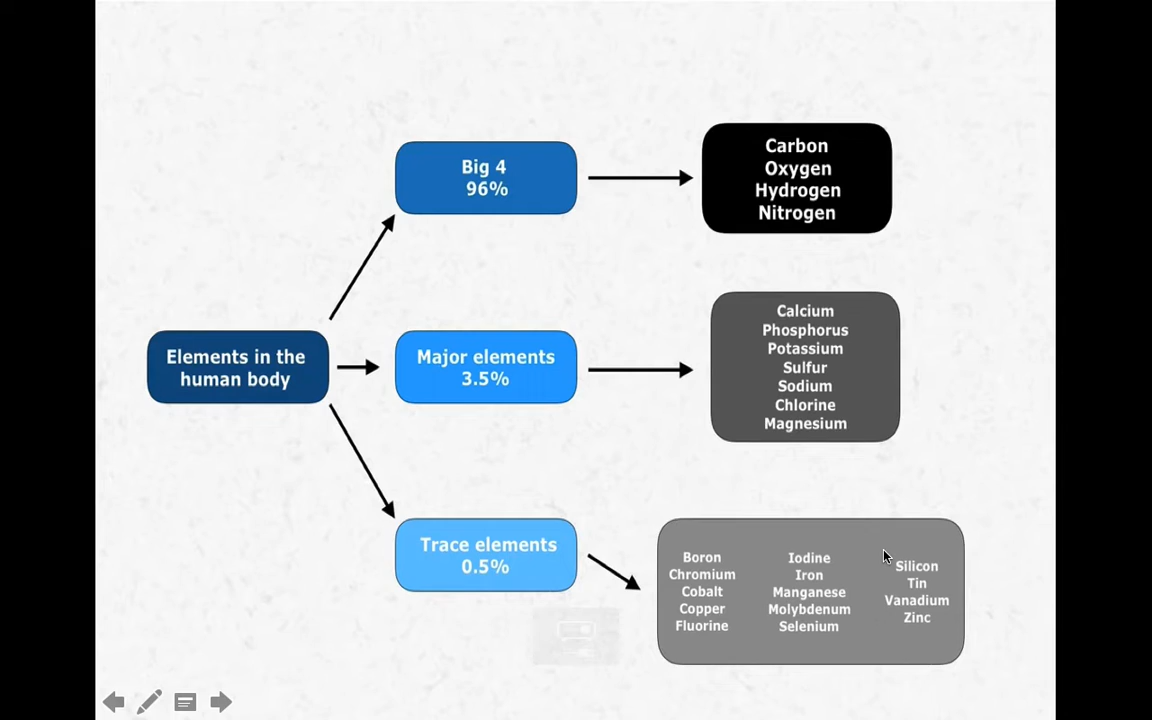 Elements in the
human body
Big 4
96%
Carbon
Oxygen
Hydrogen
Nitrogen
Major elements
3.5%
Calcium
Phosphorus
Potassium
Sulfur
Sodium
Chlorine
Magnesium
Trace elements
0.5%
Boron
Chromium
Cobalt
Copper
Fluorine
Iodine
Iron
Manganese
Molybdenum
Selenium
Silicon
Tin
Vanadium
Zinc